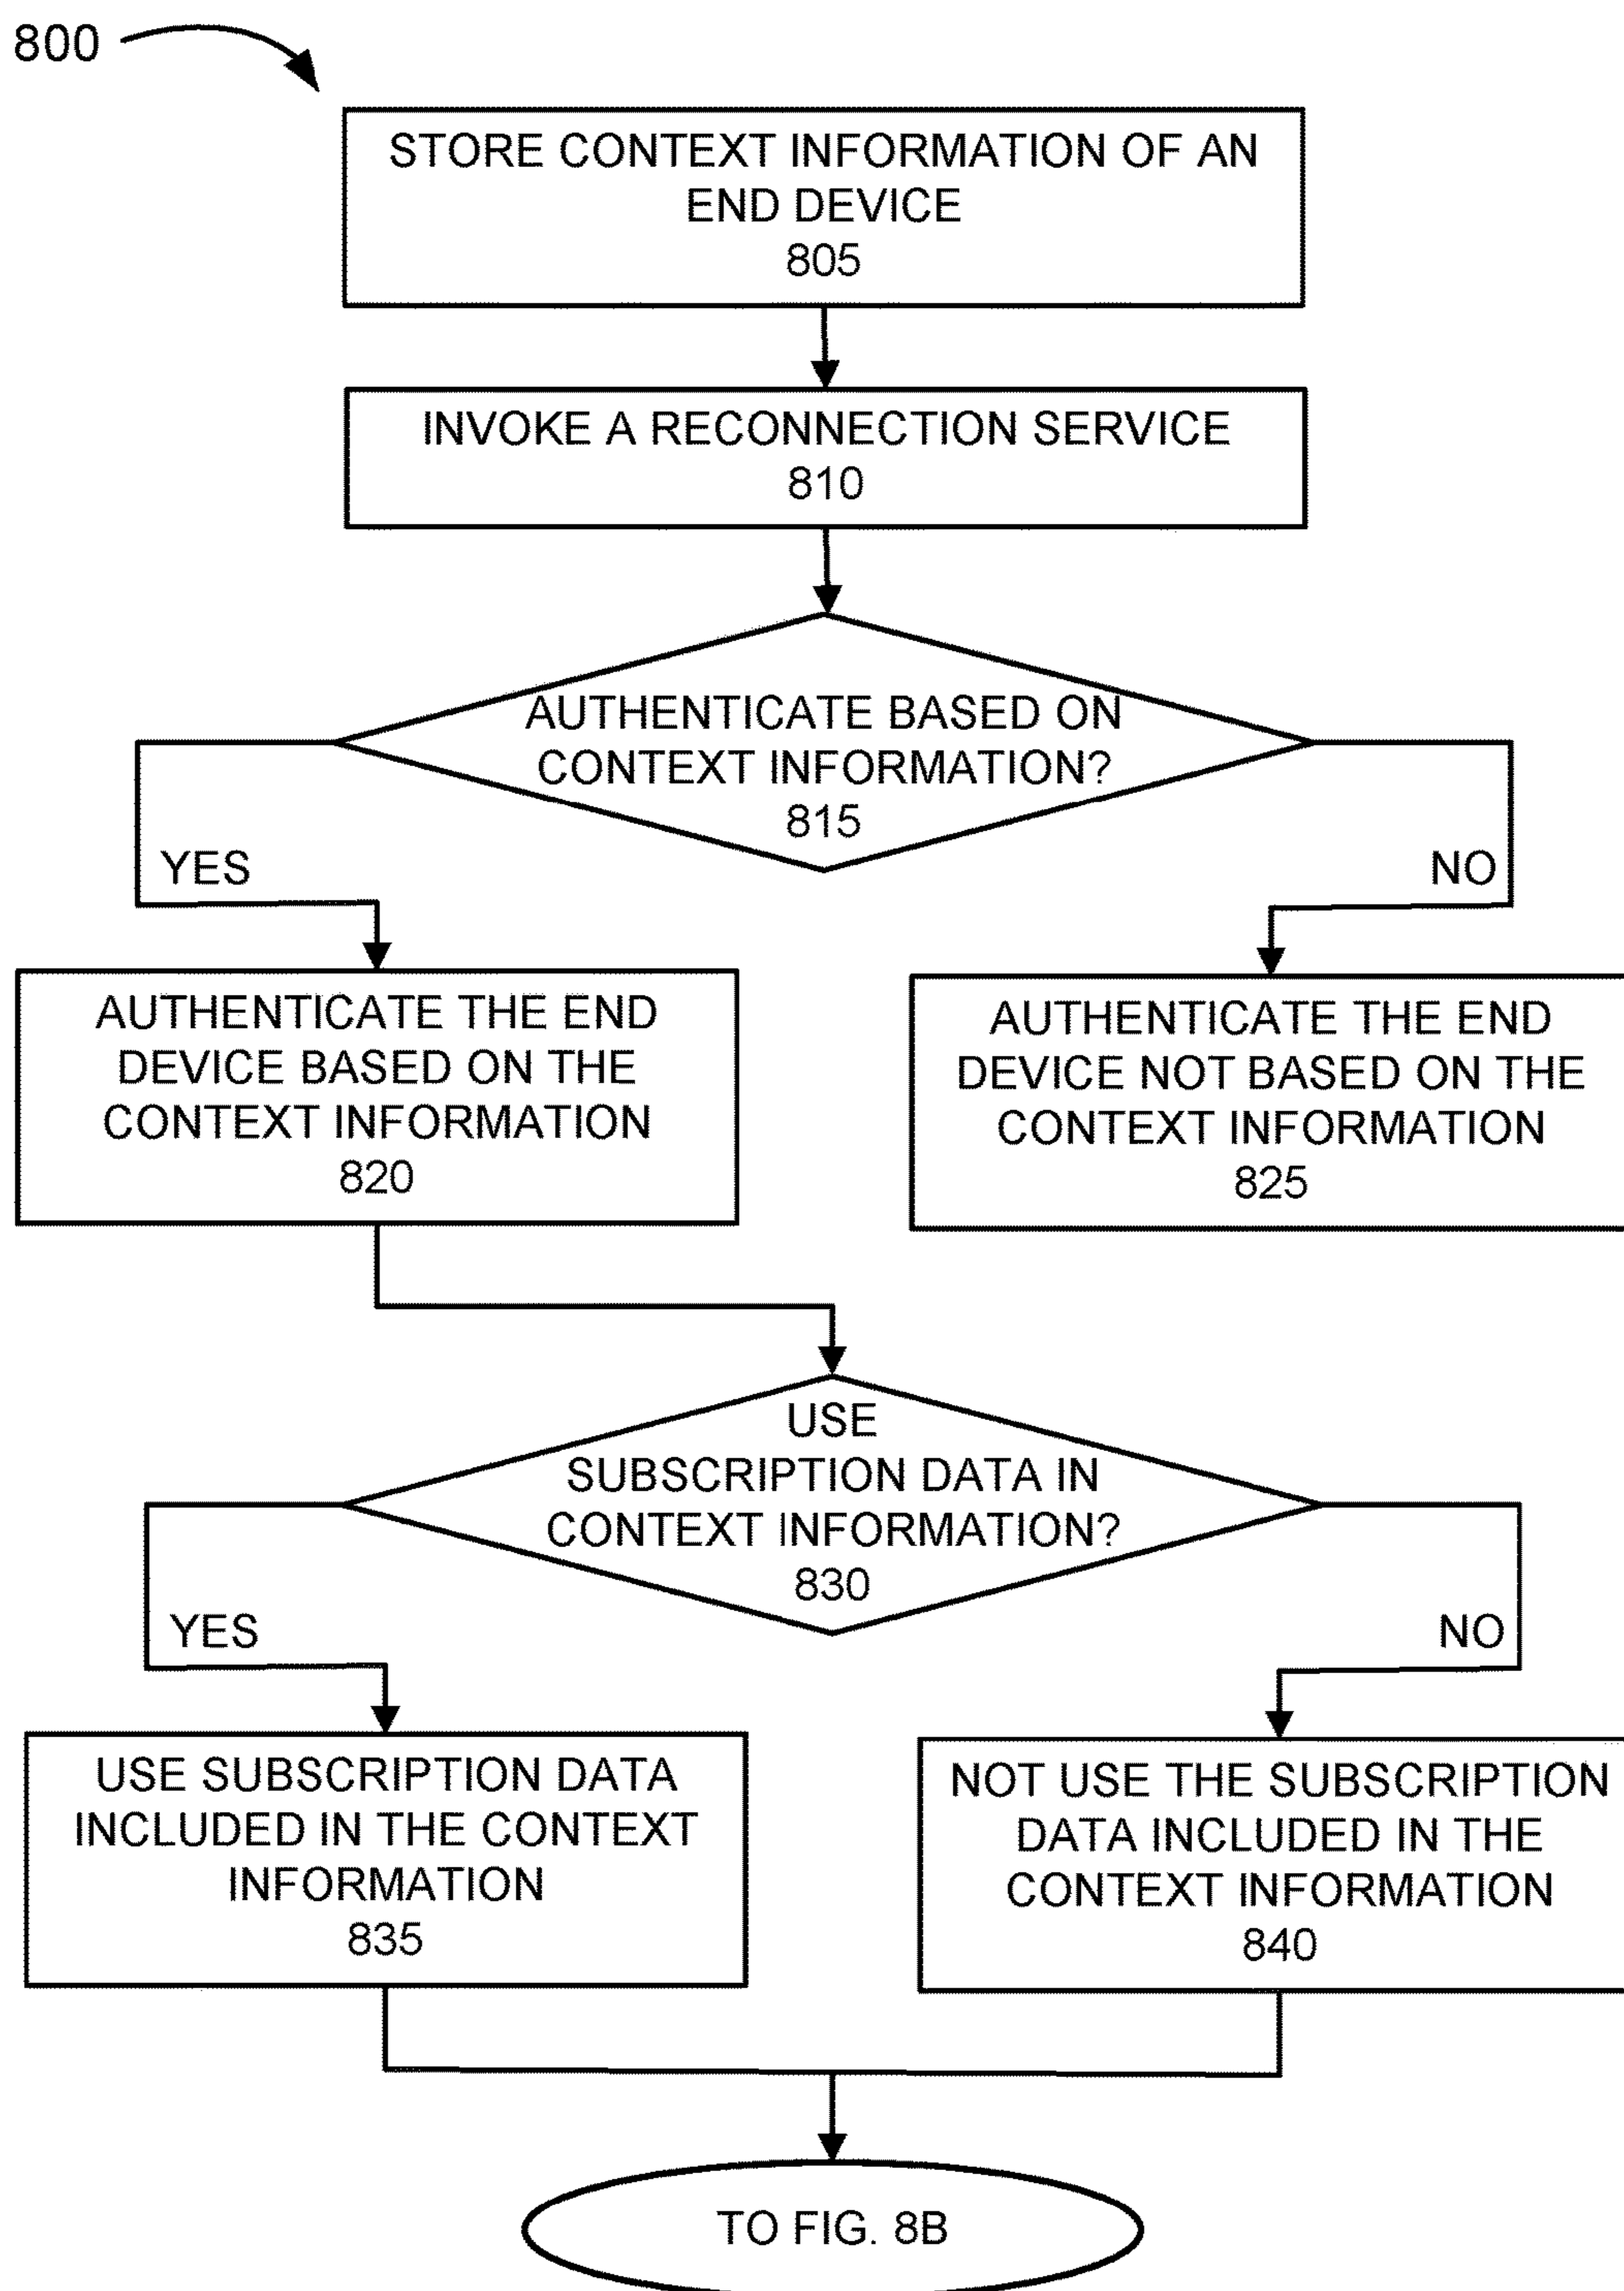 800
STORE CONTEXT INFORMATION OF AN
END DEVICE
805
INVOKE A RECONNECTION SERVICE
810
AUTHENTICATE BASED ON
CONTEXT INFORMATION?
815
YES
NO
AUTHENTICATE THE END
DEVICE BASED ON THE
CONTEXT INFORMATION
820
AUTHENTICATE THE END
DEVICE NOT BASED ON THE
CONTEXT INFORMATION
825
USE
SUBSCRIPTION DATA IN
CONTEXT INFORMATION?
830
YES
NO
USE SUBSCRIPTION DATA
INCLUDED IN THE CONTEXT
INFORMATION
835
NOT USE THE SUBSCRIPTION
DATA INCLUDED IN THE
CONTEXT INFORMATION
840
TO FIG. 8B